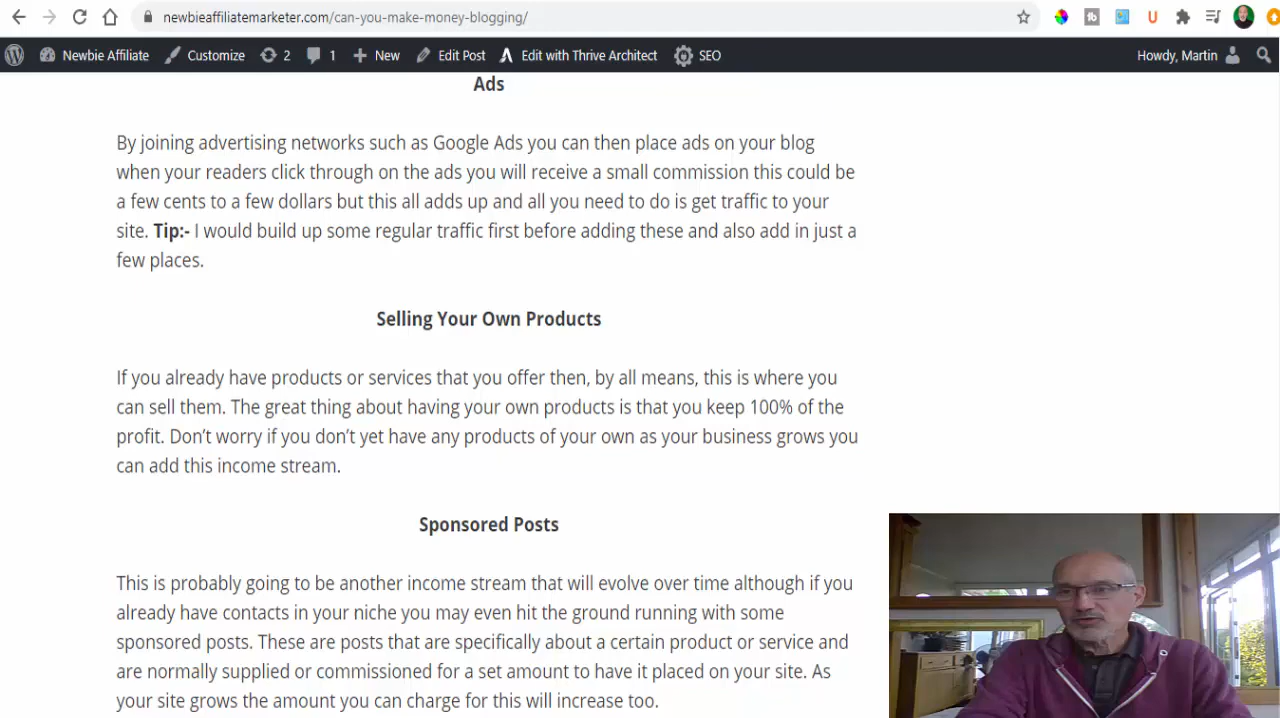 newbieaffiliatemarketer.com/can-you-make-money-blogging/
Newbie Affiliate Customize 2 1 New Edit Post Edit with Thrive Architect SEO Howdy, Martin
Ads
By joining advertising networks such as Google Ads you can then place ads on your blog
when your readers click through on the ads you will receive a small commission this could be
a few cents to a few dollars but this all adds up and all you need to do is get traffic to your
site. Tip:- I would build up some regular traffic first before adding these and also add in just a
few places.
Selling Your Own Products
If you already have products or services that you offer then, by all means, this is where you
can sell them. The great thing about having your own products is that you keep 100% of the
profit. Don’t worry if you don’t yet have any products of your own as your business grows you
can add this income stream.
Sponsored Posts
This is probably going to be another income stream that will evolve over time although if you
already have contacts in your niche you may even hit the ground running with some
sponsored posts. These are posts that are specifically about a certain product or service and
are normally supplied or commissioned for a set amount to have it placed on your site. As
your site grows the amount you can charge for this will increase too.